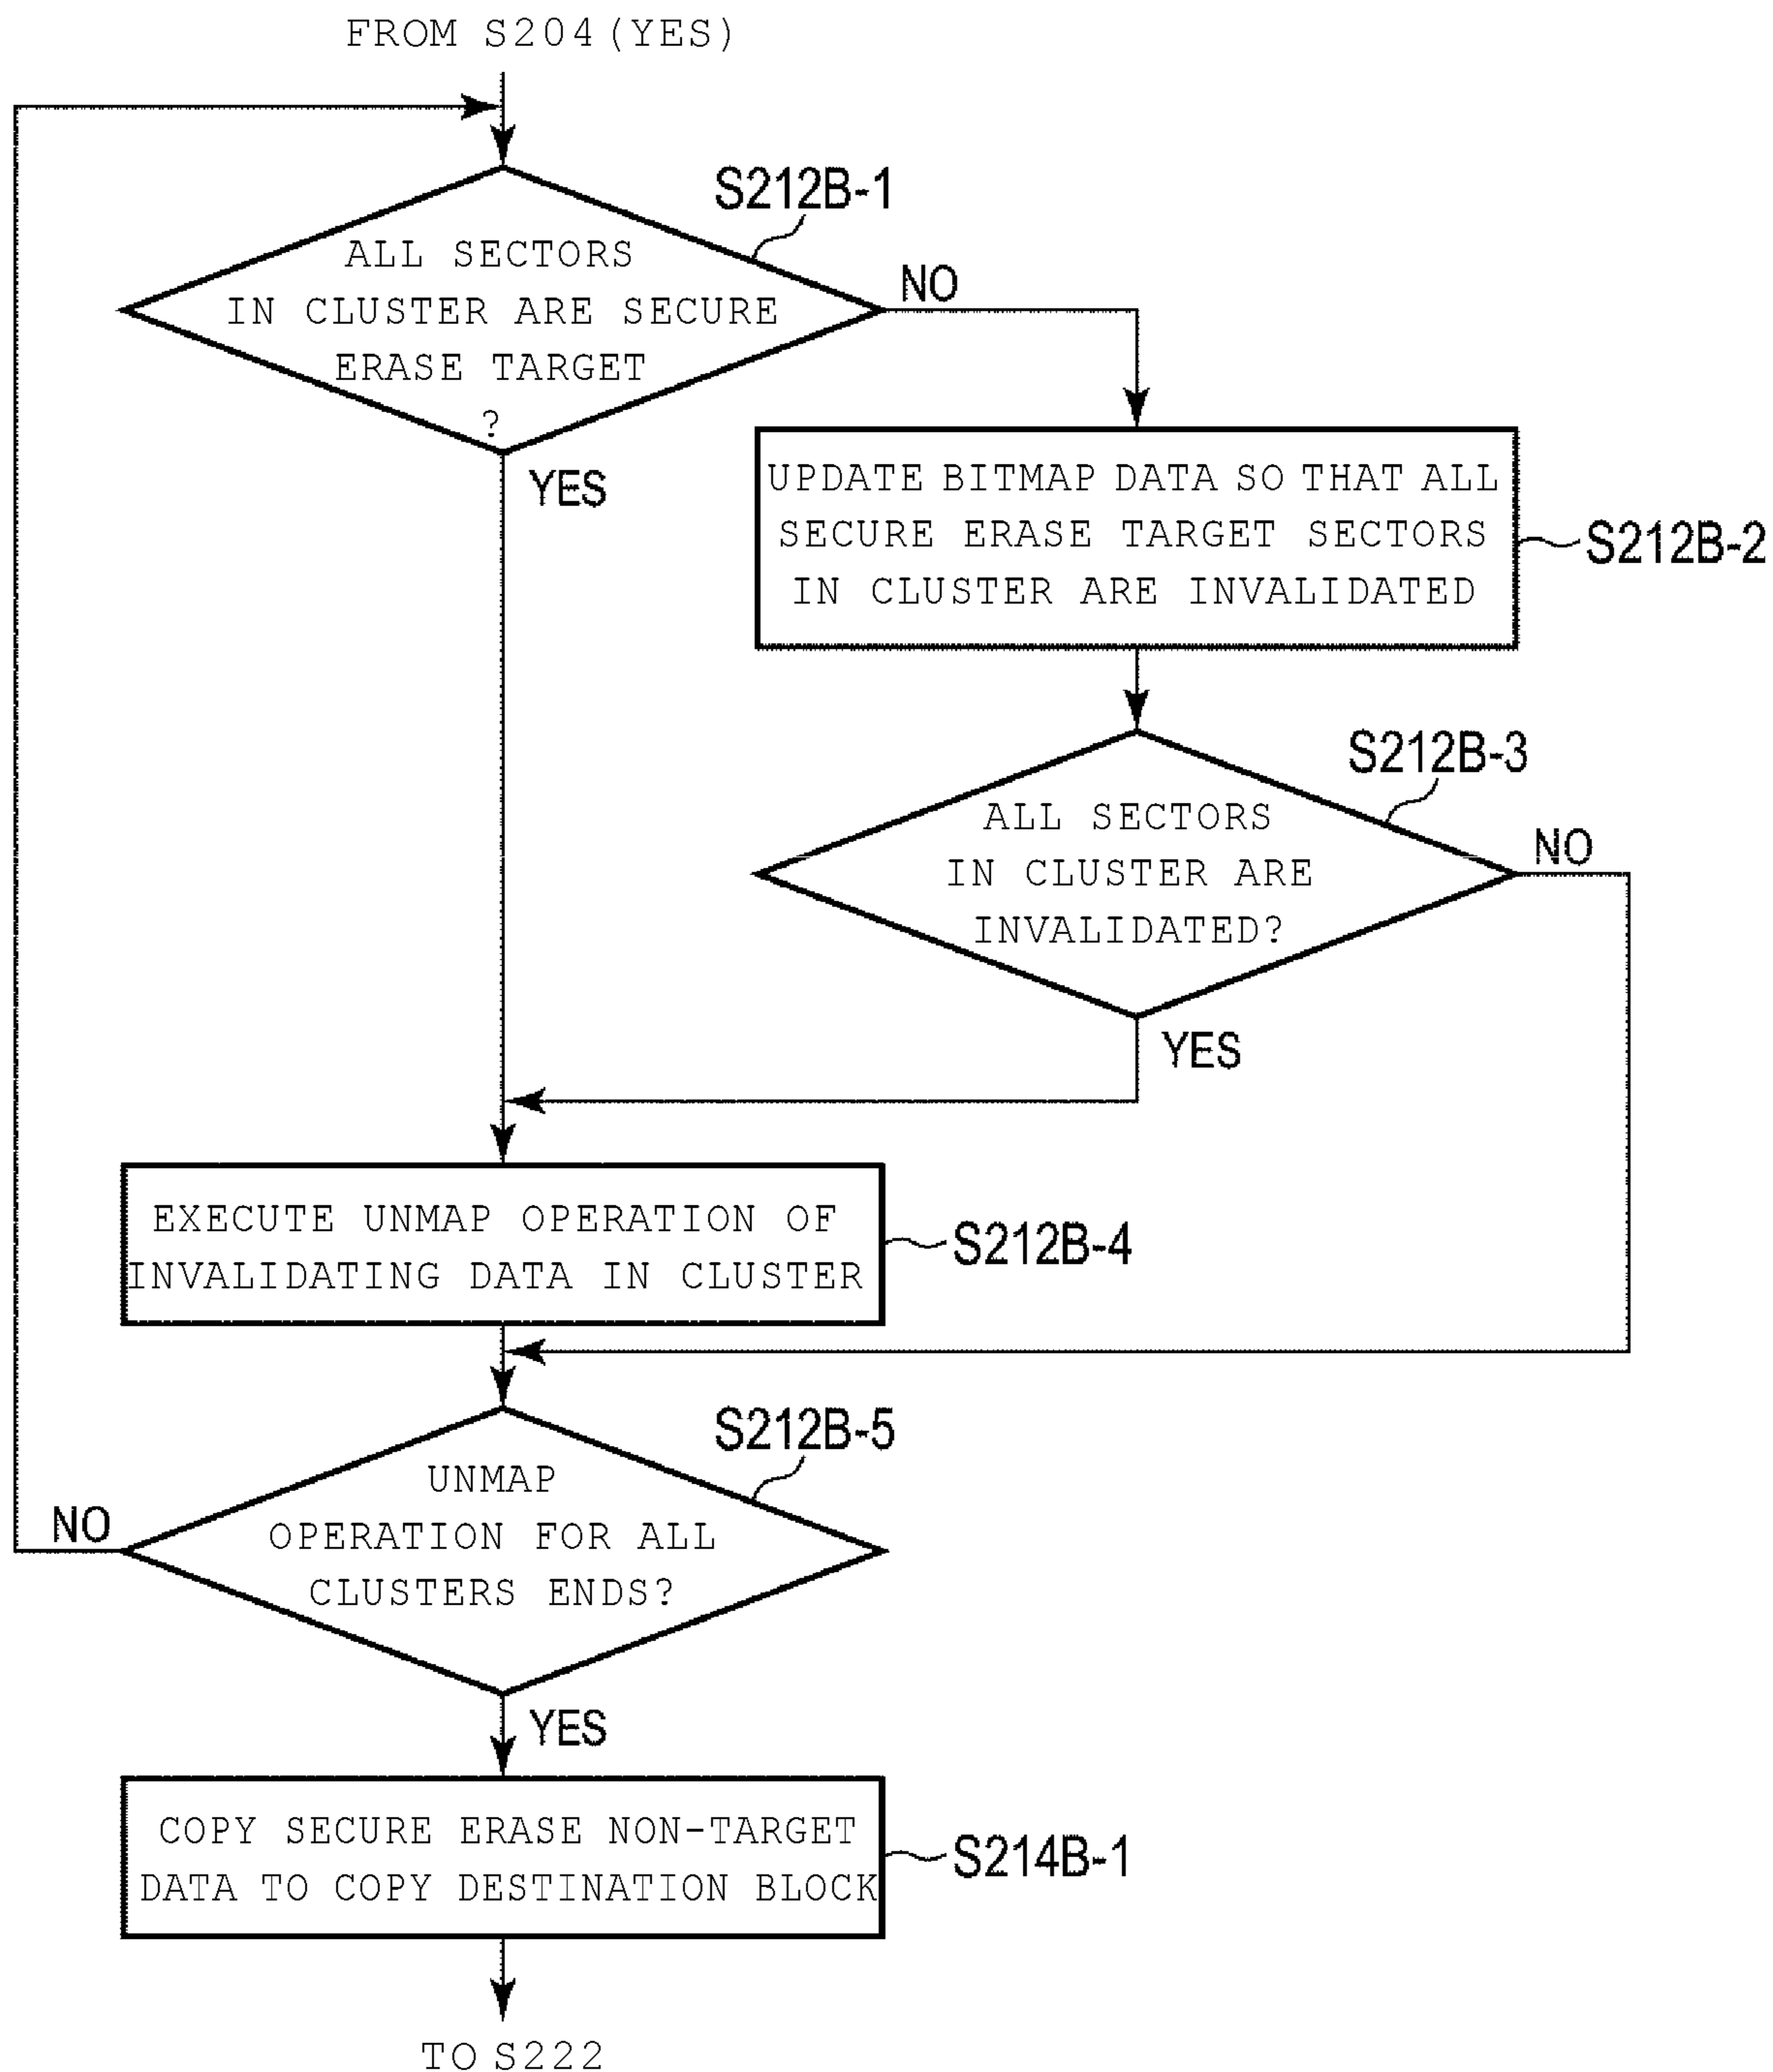 FROM S204 (YES)
S212B-1
ALL SECTORS
IN CLUSTER ARE SECURE
ERASE TARGET
?
NO
YES
UPDATE BITMAP DATA SO THAT ALL
SECURE ERASE TARGET SECTORS
IN CLUSTER ARE INVALIDATED
S212B-2
S212B-3
ALL SECTORS
IN CLUSTER ARE
INVALIDATED?
NO
YES
EXECUTE UNMAP OPERATION OF
INVALIDATING DATA IN CLUSTER
S212B-4
S212B-5
UNMAP
OPERATION FOR ALL
CLUSTERS ENDS?
NO
YES
COPY SECURE ERASE NON-TARGET
DATA TO COPY DESTINATION BLOCK
S214B-1
TO S222